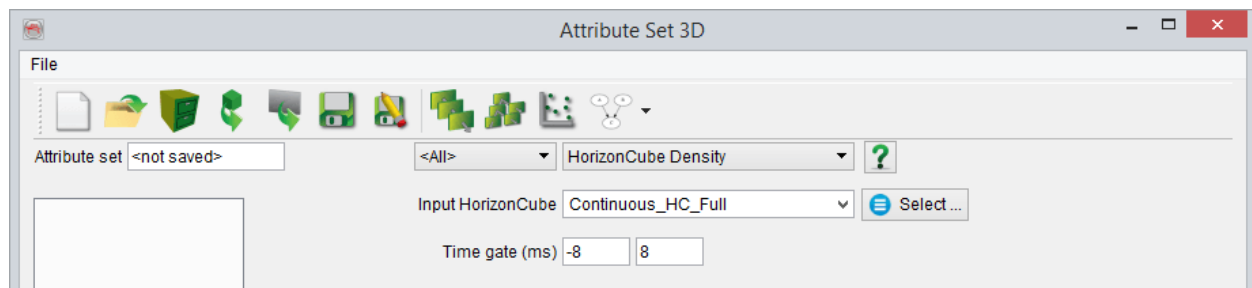 Attribute Set 3D
File
Attribute set <not saved> <All> HorizonCube Density ?
Input HorizonCube Continuous_HC_Full Select ...
Time gate (ms) -8 8